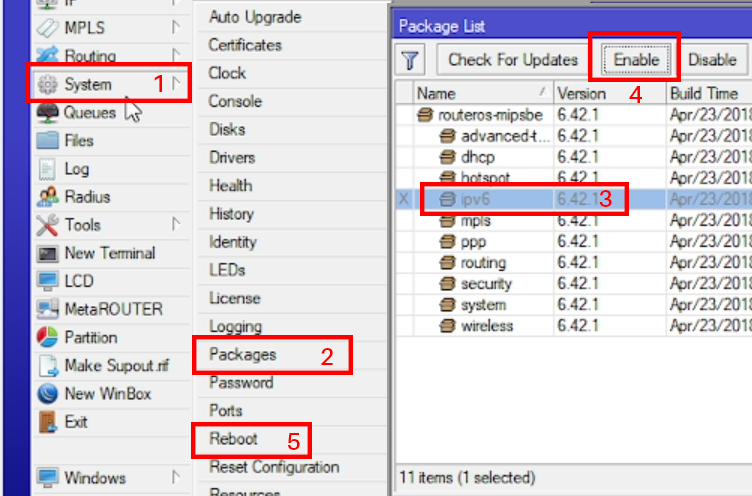 IP
MPLS
Routing
System 1
Queues
Files
Log
Radius
Tools
New Terminal
LCD
MetaROUTER
Partition
Make Supout.rif
New WinBox
Exit
Windows
Auto Upgrade
Certificates
Clock
Console
Disks
Drivers
Health
History
Identity
LEDs
License
Logging
Packages 2
Password
Ports
Reboot 5
Reset Configuration
Resources
Package List
Check For Updates Enable Disable
4
Name / Version Build Time
routeros-mipsbe 6.42.1 Apr/23/2018
advanced-t... 6.42.1 Apr/23/2018
dhcp 6.42.1 Apr/23/2018
hotspot 6.42.1 Apr/23/2018
X ipv6 6.42.1 3 Apr/23/2018
mpls 6.42.1 Apr/23/2018
ppp 6.42.1 Apr/23/2018
routing 6.42.1 Apr/23/2018
security 6.42.1 Apr/23/2018
system 6.42.1 Apr/23/2018
wireless 6.42.1 Apr/23/2018
11 items (1 selected)